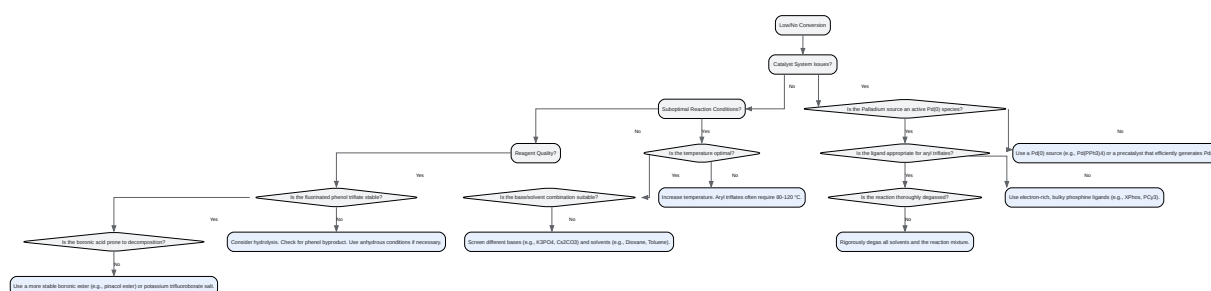 Low/No Conversion
Catalyst System Issues?
No
Yes
Suboptimal Reaction Conditions?
Is the Palladium source an active Pd(0) species?
No
Yes
Yes
No
Reagent Quality?
Is the temperature optimal?
Is the ligand appropriate for aryl triflates?
Use a Pd(0) source (e.g., Pd(PPh3)4) or a precatalyst that efficiently generates Pd(
Yes
Yes
No
Yes
No
Is the fluorinated phenol triflate stable?
Is the base/solvent combination suitable?
Increase temperature. Aryl triflates often require 80-120 °C.
Is the reaction thoroughly degassed?
Use electron-rich, bulky phosphine ligands (e.g., XPhos, PCy3).
Yes
No
No
No
Is the boronic acid prone to decomposition?
Consider hydrolysis. Check for phenol byproduct. Use anhydrous conditions if necessary.
Screen different bases (e.g., K3PO4, Cs2CO3) and solvents (e.g., Dioxane, Toluene).
Rigorously degas all solvents and the reaction mixture.
No
Use a more stable boronic ester (e.g., pinacol ester) or potassium trifluoroborate salt.